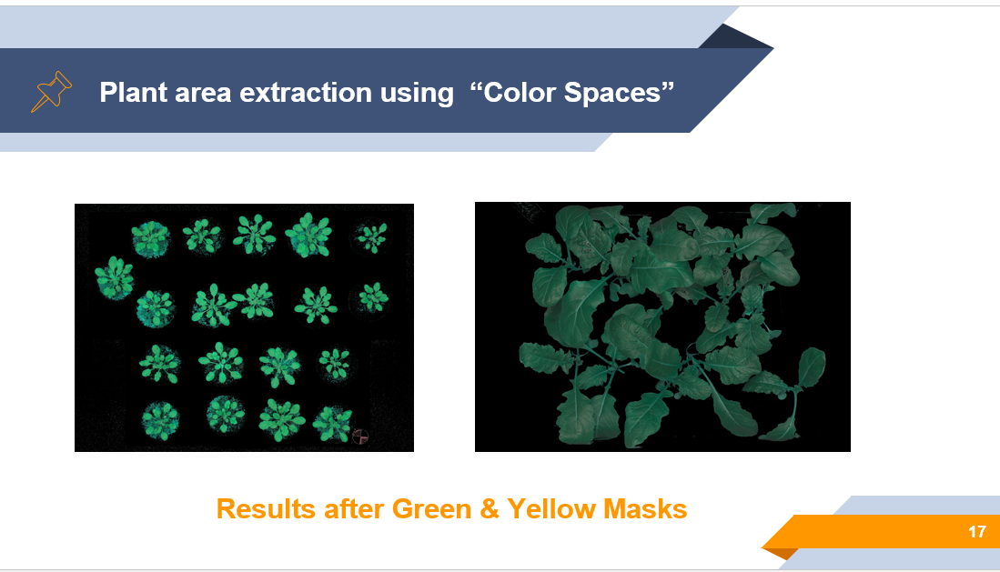 Plant area extraction using  “Color Spaces”
Results after Green & Yellow Masks
17